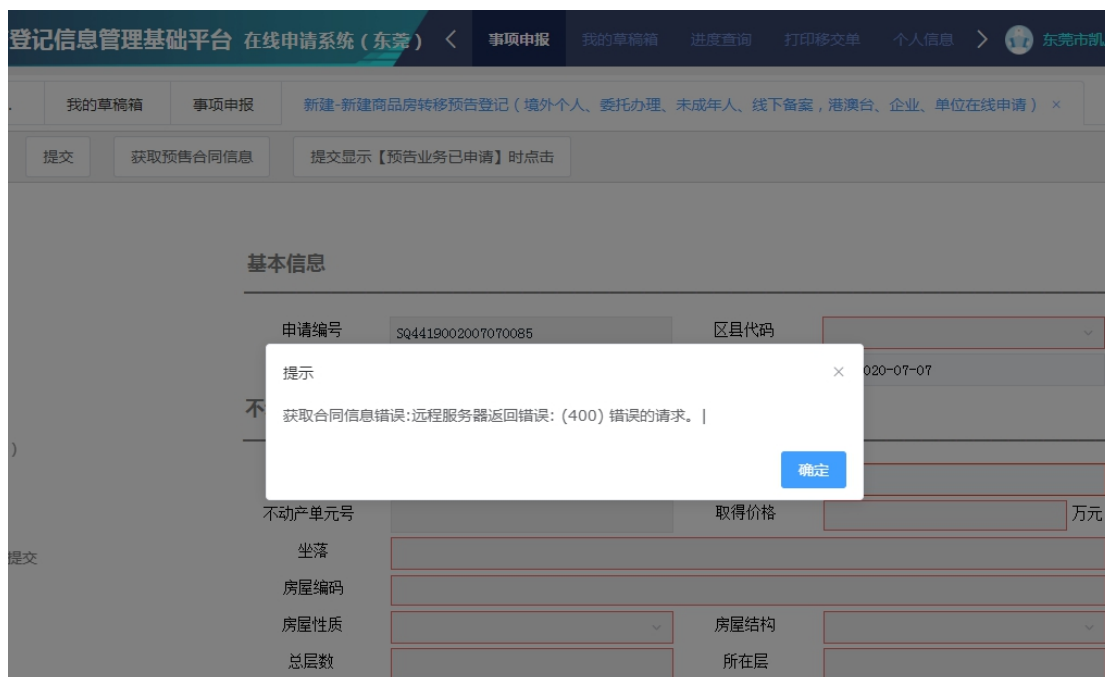 登记信息管理基础平台 在线申请系统（东莞） 事项申报 我的草稿箱 进度查询 打印移交单 个人信息 东莞市凯
我的草稿箱 事项申报 新建-新建商品房转移预告登记（境外个人、委托办理、未成年人、线下备案，港澳台、企业、单位在线申请） ×
提交 获取预售合同信息 提交显示【预告业务已申请】时点击
基本信息
申请编号 SQ4419002007070085 区县代码
提示 × 020-07-07
不
获取合同信息错误:远程服务器返回错误: (400) 错误的请求。|
）
确定
不动产单元号 取得价格 万元
坐落
提交
房屋编码
房屋性质 房屋结构
总层数 所在层